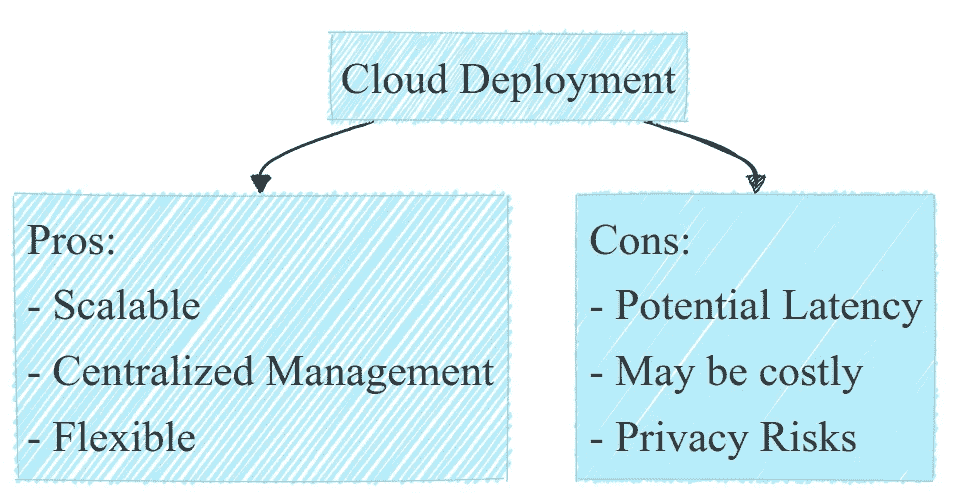 Cloud Deployment
Pros:
- Scalable
- Centralized Management
- Flexible
Cons:
- Potential Latency
- May be costly
- Privacy Risks